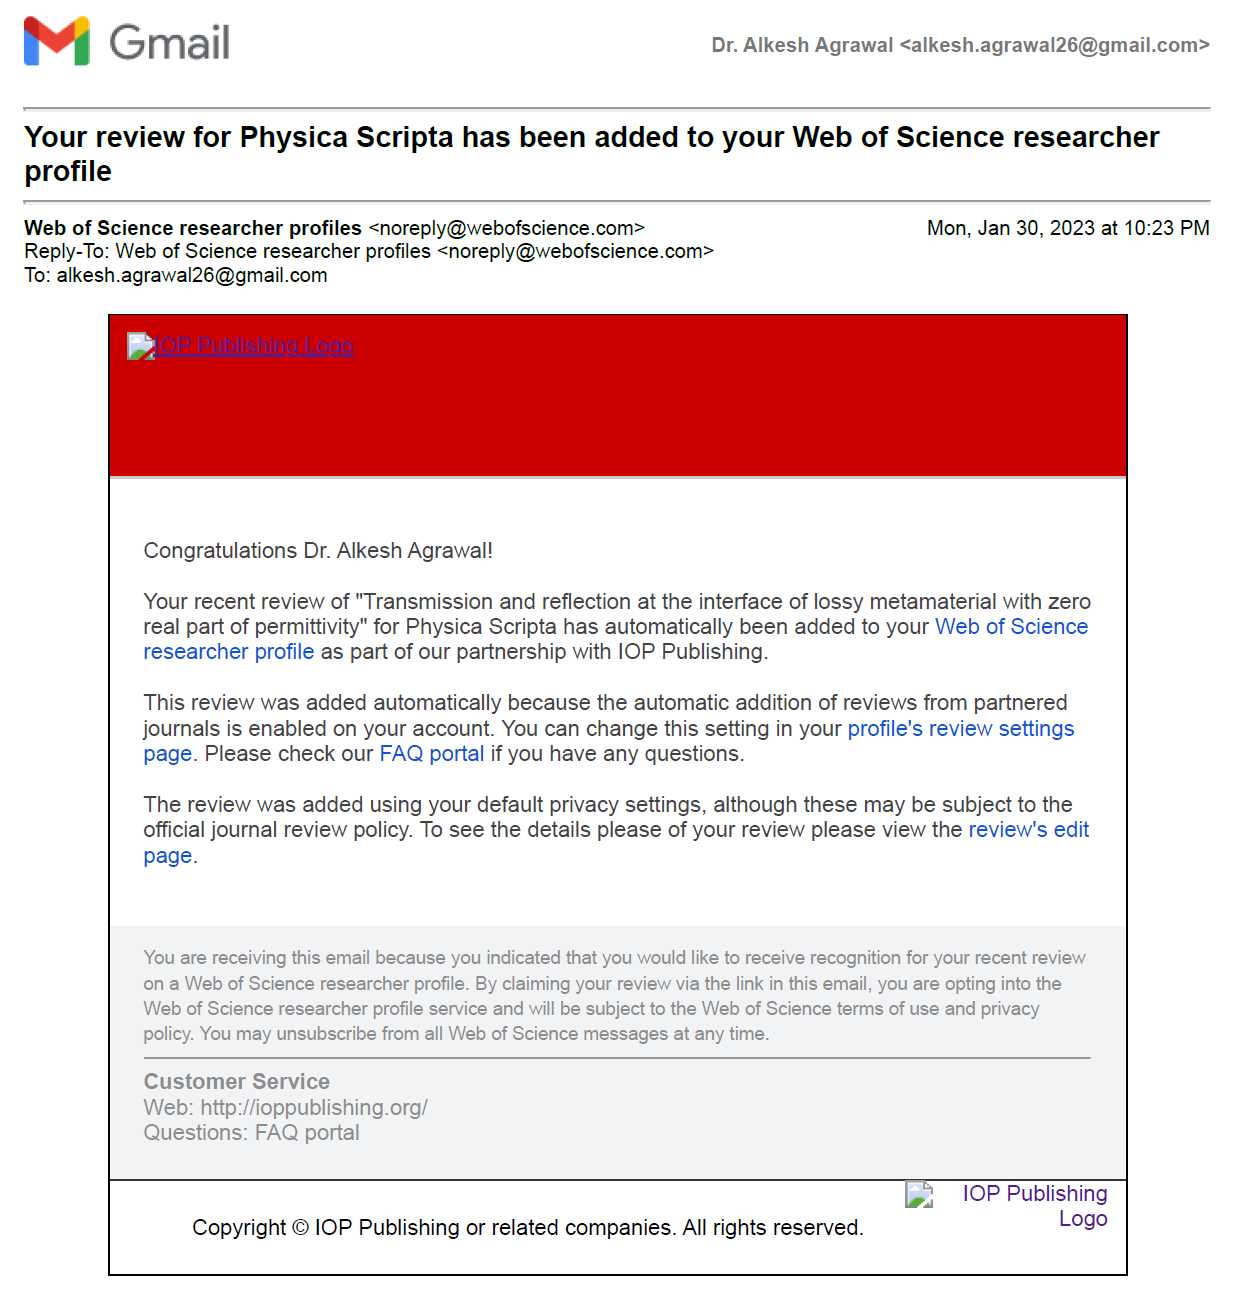 Gmail
Dr. Alkesh Agrawal <alkesh.agrawal26@gmail.com>
Your review for Physica Scripta has been added to your Web of Science researcher
profile
Web of Science researcher profiles <noreply@webofscience.com>
Mon, Jan 30, 2023 at 10:23 PM
Reply-To: Web of Science researcher profiles <noreply@webofscience.com>
To: alkesh.agrawal26@gmail.com
IOP Publishing Logo
Congratulations Dr. Alkesh Agrawal!
Your recent review of "Transmission and reflection at the interface of lossy metamaterial with zero
real part of permittivity" for Physica Scripta has automatically been added to your Web of Science
researcher profile as part of our partnership with IOP Publishing.
This review was added automatically because the automatic addition of reviews from partnered
journals is enabled on your account. You can change this setting in your profile's review settings
page. Please check our FAQ portal if you have any questions.
The review was added using your default privacy settings, although these may be subject to the
official journal review policy. To see the details please of your review please view the review's edit
page.
You are receiving this email because you indicated that you would like to receive recognition for your recent review
on a Web of Science researcher profile. By claiming your review via the link in this email, you are opting into the
Web of Science researcher profile service and will be subject to the Web of Science terms of use and privacy
policy. You may unsubscribe from all Web of Science messages at any time.
Customer Service
Web: http://ioppublishing.org/
Questions: FAQ portal
IOP Publishing
Logo
Copyright © IOP Publishing or related companies. All rights reserved.